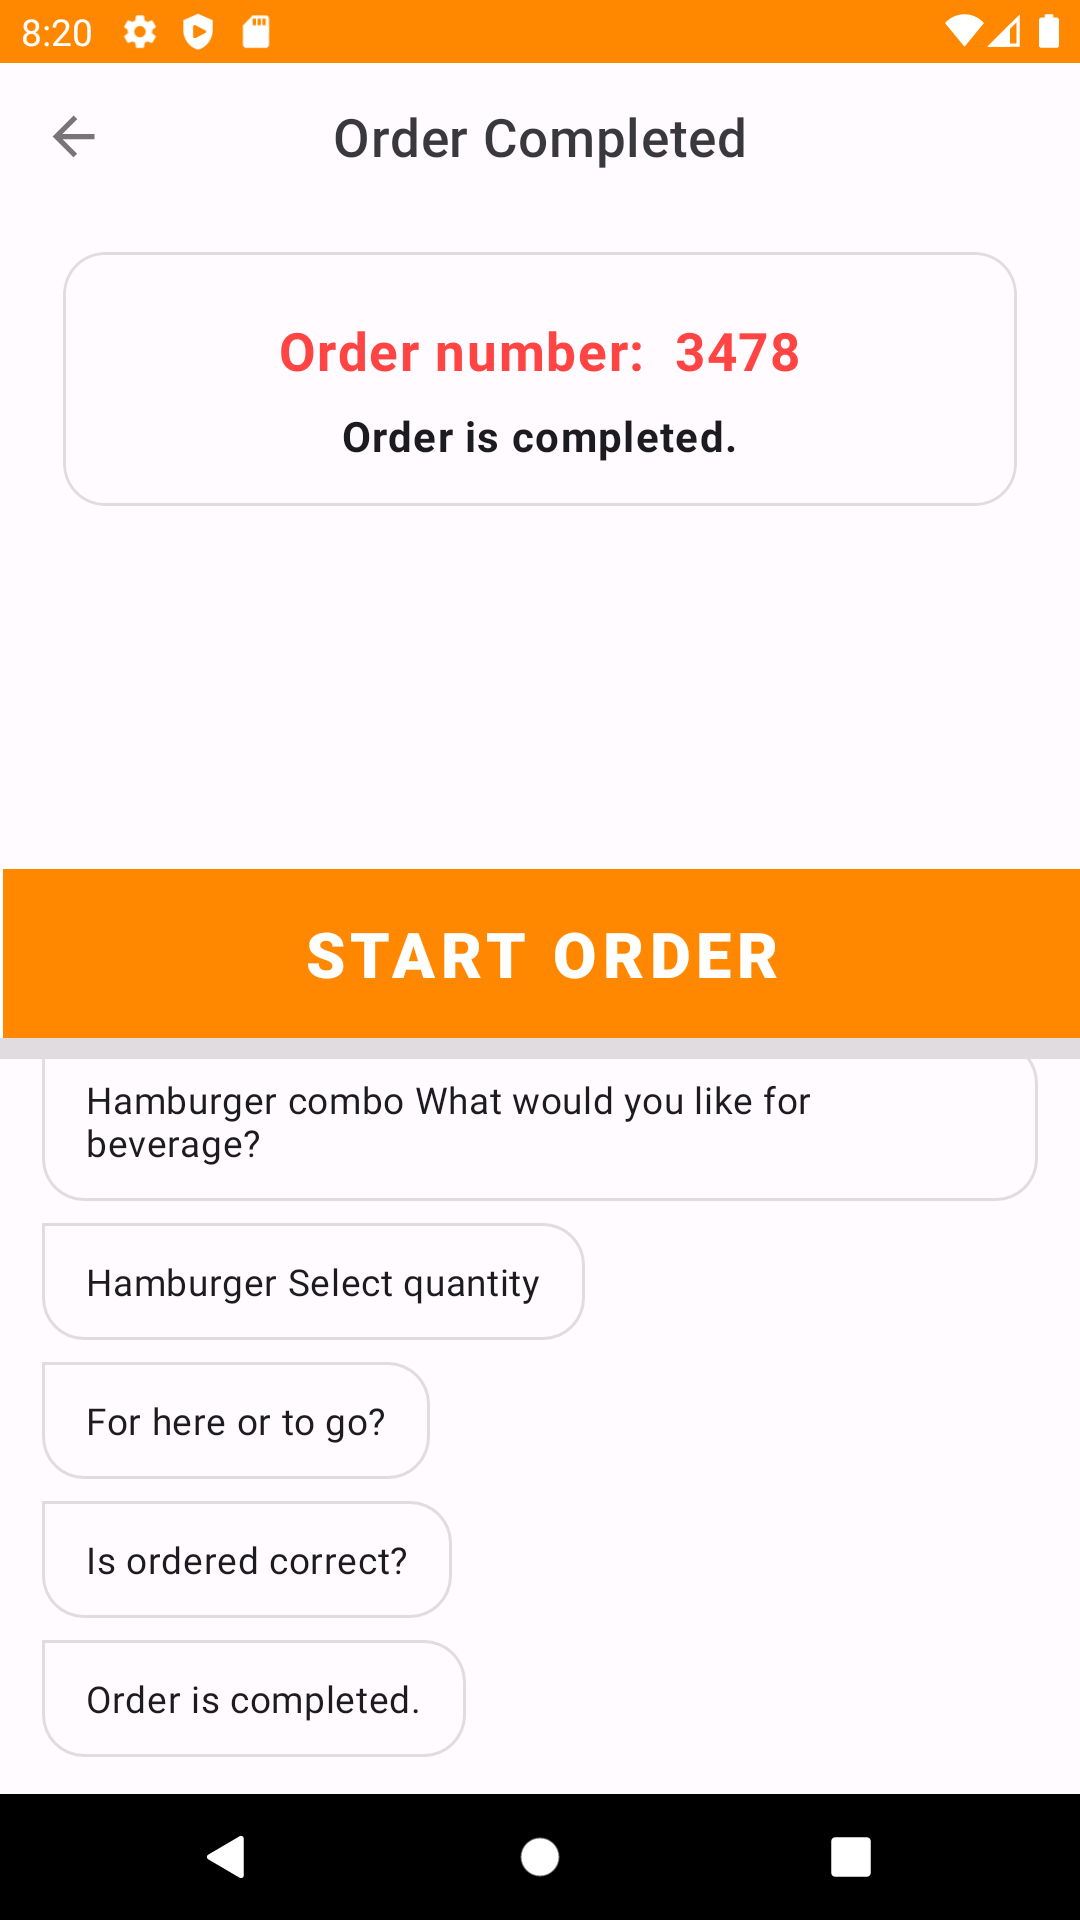 8:20
Order Completed
Order number: 3478
Order is completed.
START ORDER
Hamburger combo What would you like for
beverage?
Hamburger Select quantity
For here or to go?
Is ordered correct?
Order is completed.